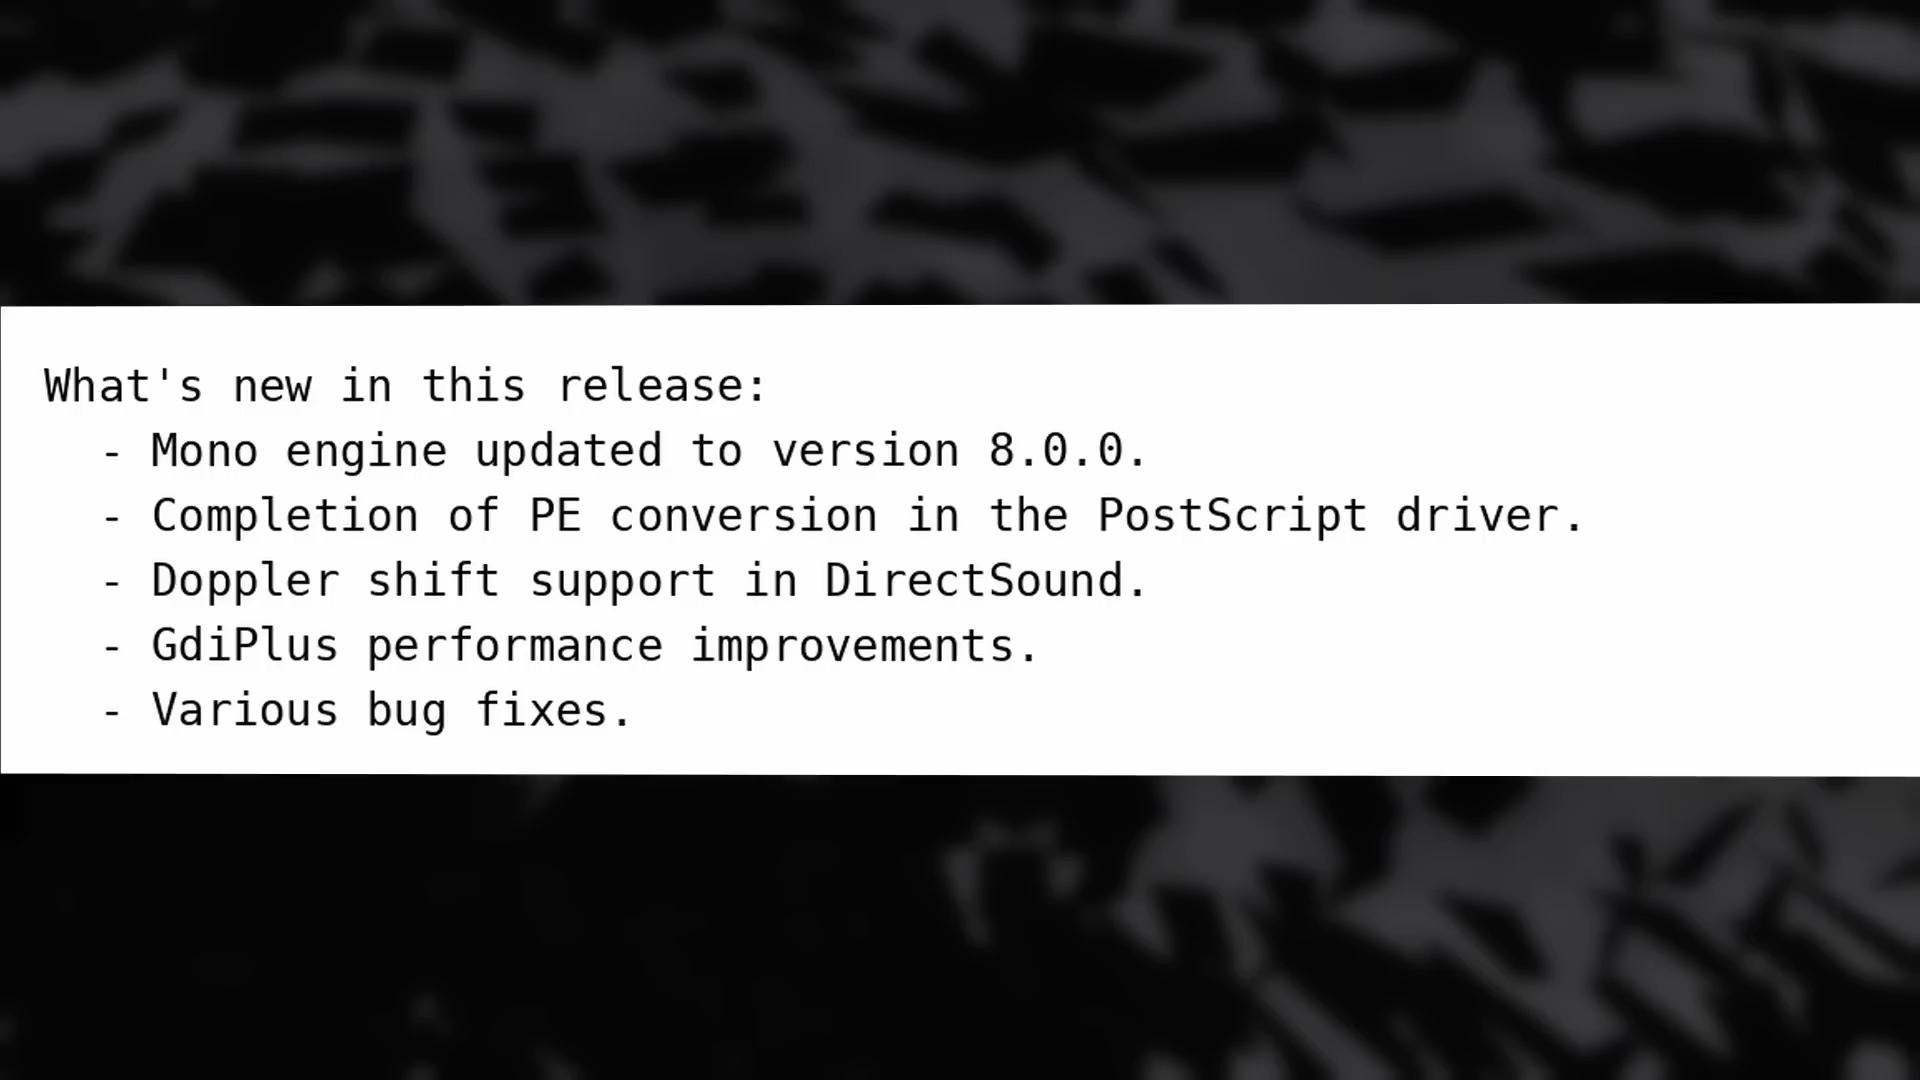 What's new in this release:
- Mono engine updated to version 8.0.0.
- Completion of PE conversion in the PostScript driver.
- Doppler shift support in DirectSound.
- GdiPlus performance improvements.
- Various bug fixes.